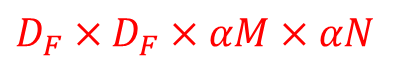 D_F × D_F × αM × αN